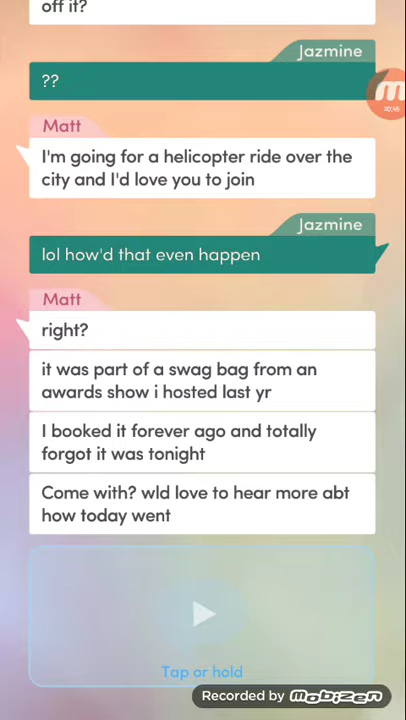 off it?
Jazmine
??
Matt
I'm going for a helicopter ride over the
city and I'd love you to join
Jazmine
lol how'd that even happen
Matt
right?
it was part of a swag bag from an
awards show i hosted last yr
I booked it forever ago and totally
forgot it was tonight
Come with? wld love to hear more abt
how today went
Tap or hold
Recorded by mobizen